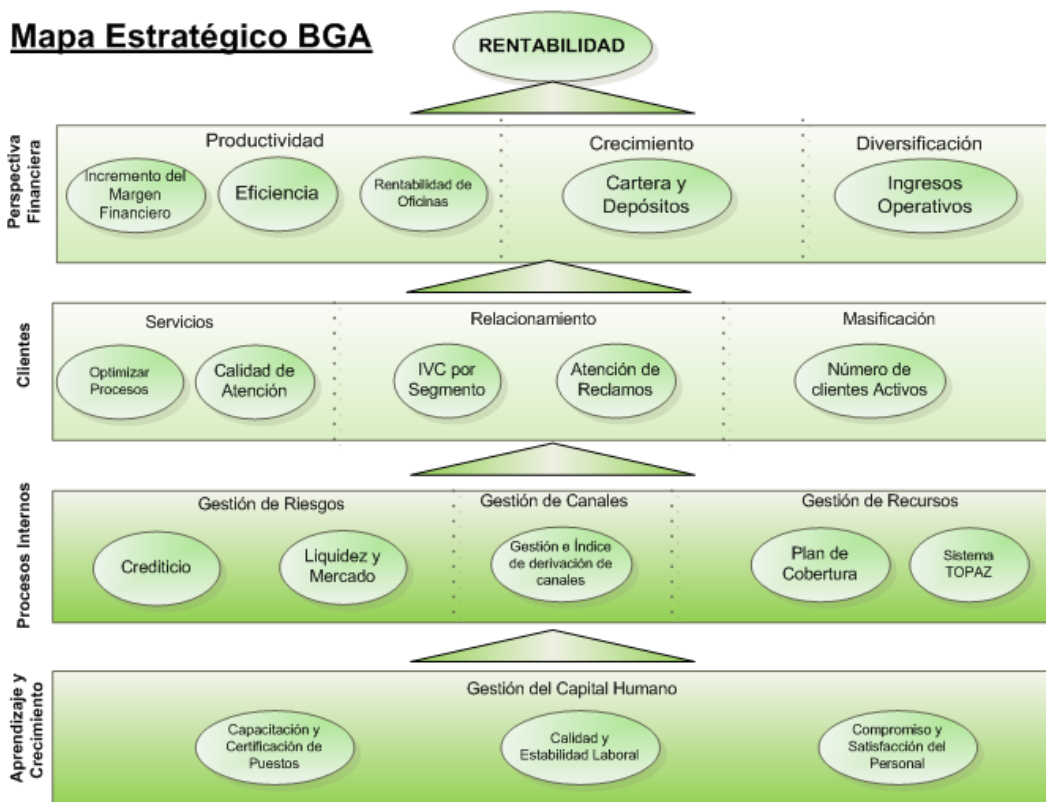 Mapa Estratégico BGA
RENTABILIDAD
Perspectiva
Financiera
Productividad
Crecimiento
Diversificación
Incremento del
Margen
Financiero
Eficiencia
Rentabilidad de
Oficinas
Cartera y
Depósitos
Ingresos
Operativos
Clientes
Servicios
Relacionamiento
Masificación
Optimizar
Procesos
Calidad de
Atención
IVC por
Segmento
Atención de
Reclamos
Número de
clientes Activos
Procesos Internos
Gestión de Riesgos
Gestión de Canales
Gestión de Recursos
Crediticio
Liquidez y
Mercado
Gestión e Índice
de derivación de
canales
Plan de
Cobertura
Sistema
TOPAZ
Aprendizaje y
Crecimiento
Gestión del Capital Humano
Capacitación y
Certificación de
Puestos
Calidad y
Estabilidad Laboral
Compromiso y
Satisfacción del
Personal